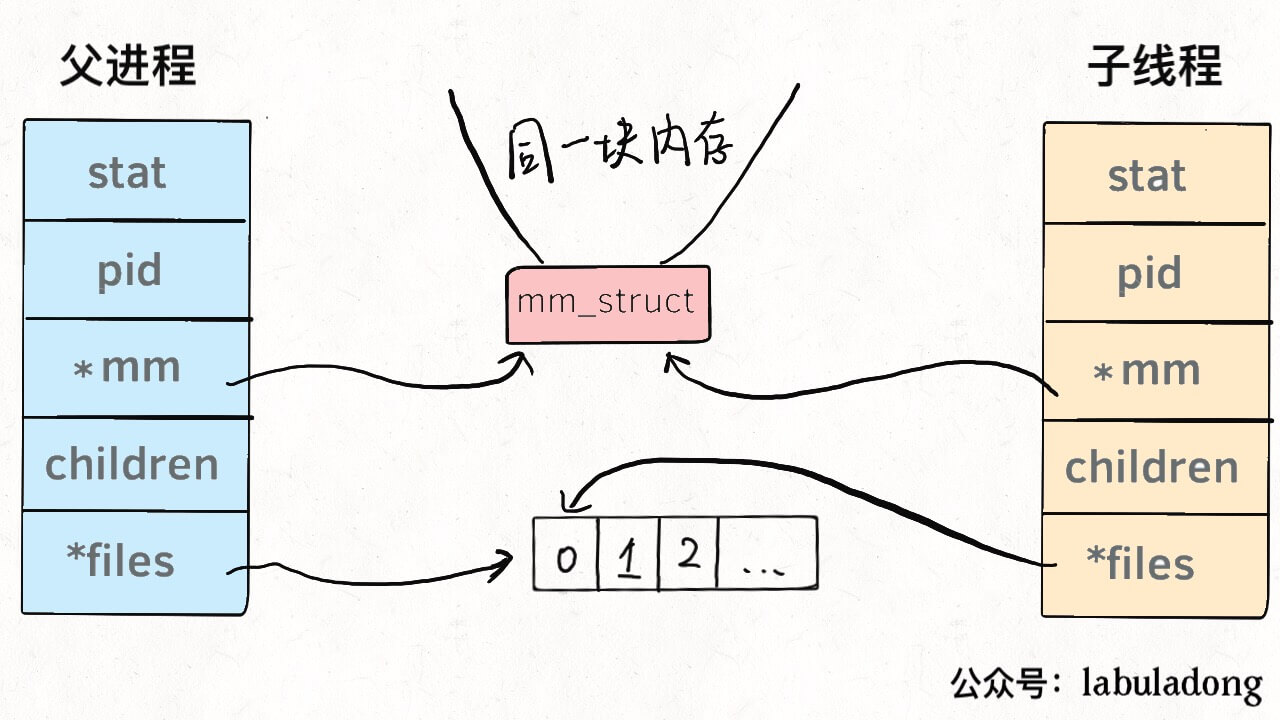 父进程
子线程
同一块内存
stat
pid
*mm
children
*files
mm_struct
0 1 2 ...
stat
pid
*mm
children
*files
公众号：labuladong